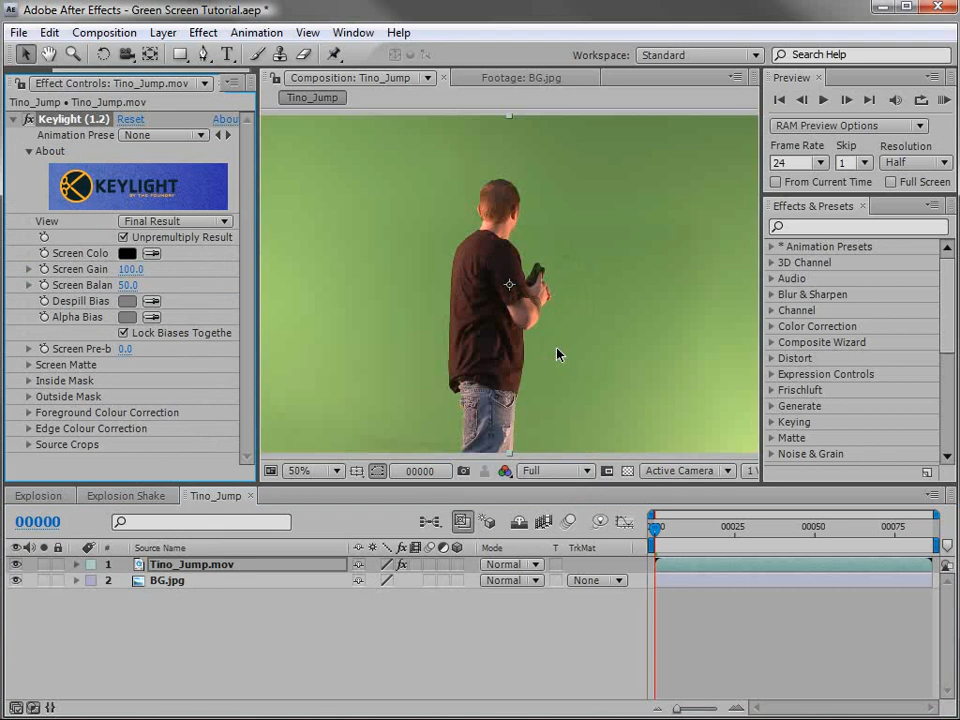 Adobe After Effects - Green Screen Tutorial.aep *
File Edit Composition Layer Effect Animation View Window Help
Workspace: Standard Search Help
Effect Controls: Tino_Jump.mov
Tino_Jump • Tino_Jump.mov
fx Keylight (1.2) Reset Abou
Animation Prese None
About
KEYLIGHT
BY THE FOUNDRY
View Final Result
Unpremultiply Result
Screen Colo
Screen Gain 100.0
Screen Balan 50.0
Despill Bias
Alpha Bias
Lock Biases Togethe
Screen Pre-b 0.0
Screen Matte
Inside Mask
Outside Mask
Foreground Colour Correction
Edge Colour Correction
Source Crops
Composition: Tino_Jump Footage: BG.jpg
Tino_Jump
50% 00000 Full Active Camera 1
Preview
RAM Preview Options
Frame Rate Skip Resolution
24 1 Half
From Current Time Full Screen
Effects & Presets
* Animation Presets
3D Channel
Audio
Blur & Sharpen
Channel
Color Correction
Composite Wizard
Distort
Expression Controls
Frischluft
Generate
Keying
Matte
Noise & Grain
Explosion Explosion Shake Tino_Jump
00000
00025 00050 00075
# Source Name fx Mode T TrkMat
1 Tino_Jump.mov fx Normal
2 BG.jpg Normal None